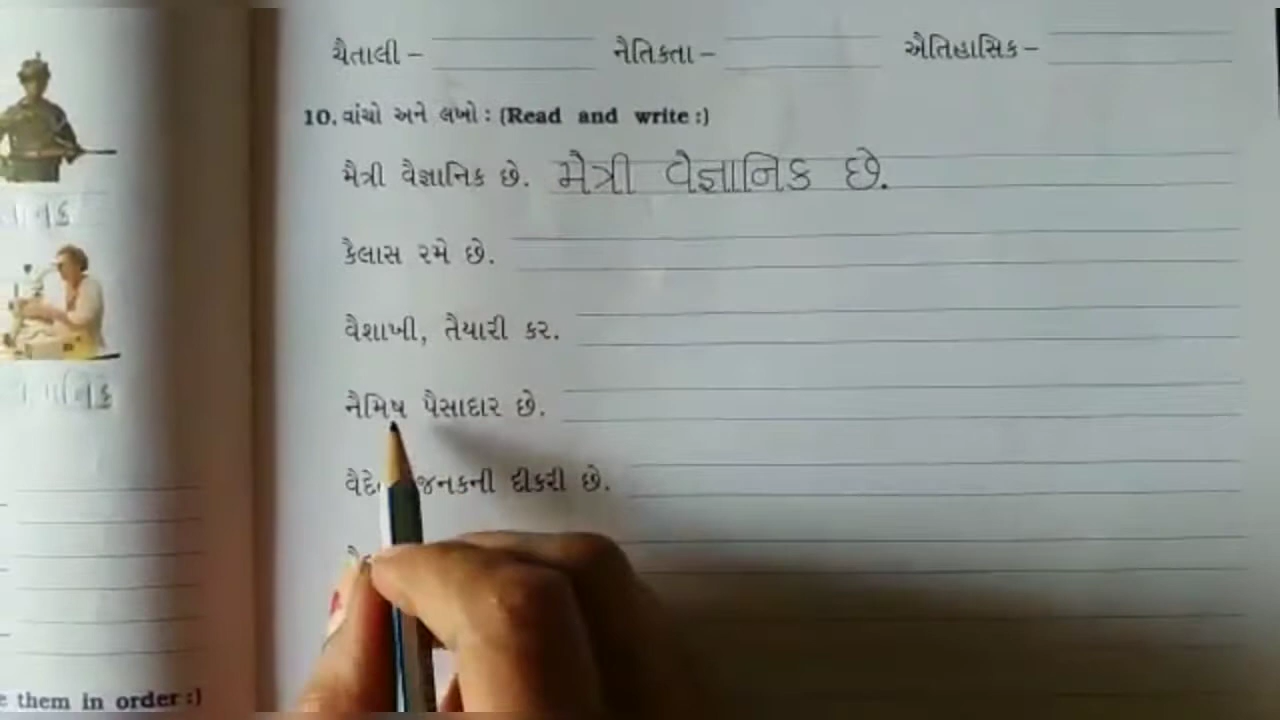 ચૈતાલી – નૈતિકતા – ઐતિહાસિક –
10. વાંચો અને લખો : (Read and write :)
મૈત્રી વૈજ્ઞાનિક છે. મૈત્રી વૈજ્ઞાનિક છે.
કૈલાસ રમે છે.
વૈશાખી, તૈયારી કર.
નૈમિષ પૈસાદાર છે.
જનકની દીકરી છે.
them in order :)